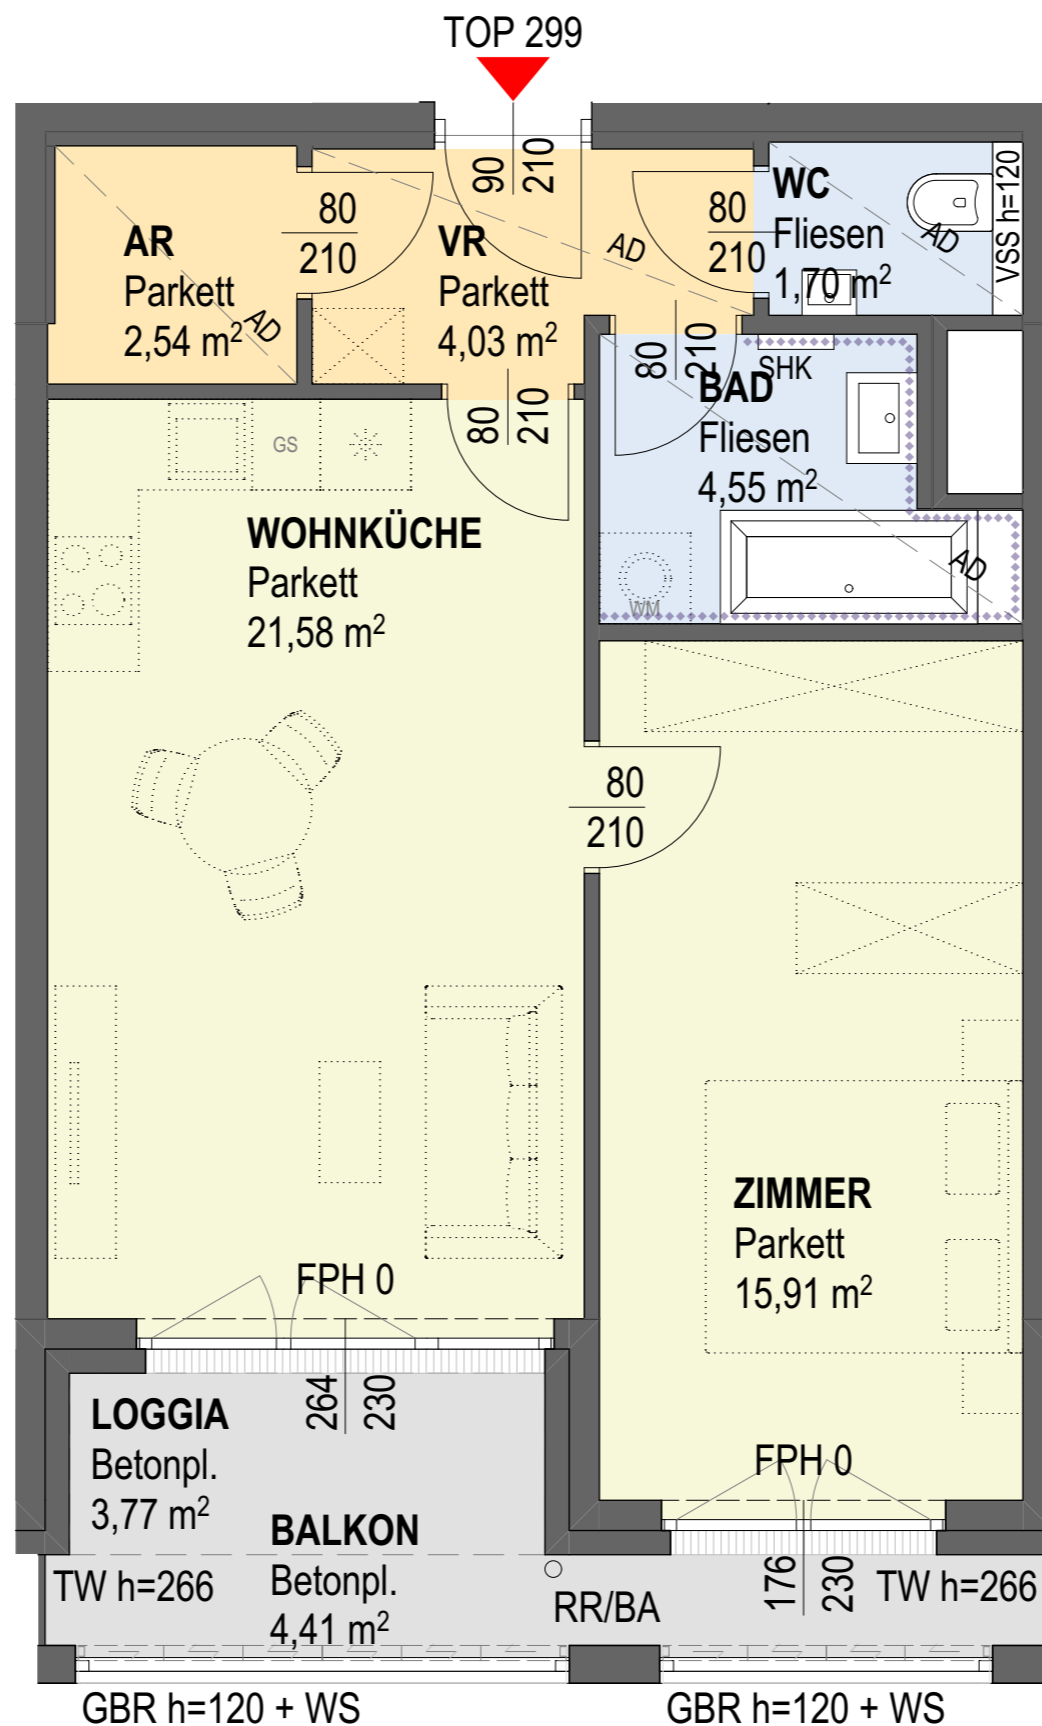 TOP 299
90
210
AR
Parkett
2,54 m²
AD
80
210
VR
Parkett
4,03 m²
AD
80
210
WC
Fliesen
1,70 m²
AD
VSS h=120
80
210
80
210
SHK
BAD
Fliesen
4,55 m²
AD
WM
GS
WOHNKÜCHE
Parkett
21,58 m²
80
210
ZIMMER
Parkett
15,91 m²
FPH 0
264
230
FPH 0
176
230
LOGGIA
Betonpl.
3,77 m²
BALKON
Betonpl.
4,41 m²
TW h=266
RR/BA
TW h=266
GBR h=120 + WS
GBR h=120 + WS